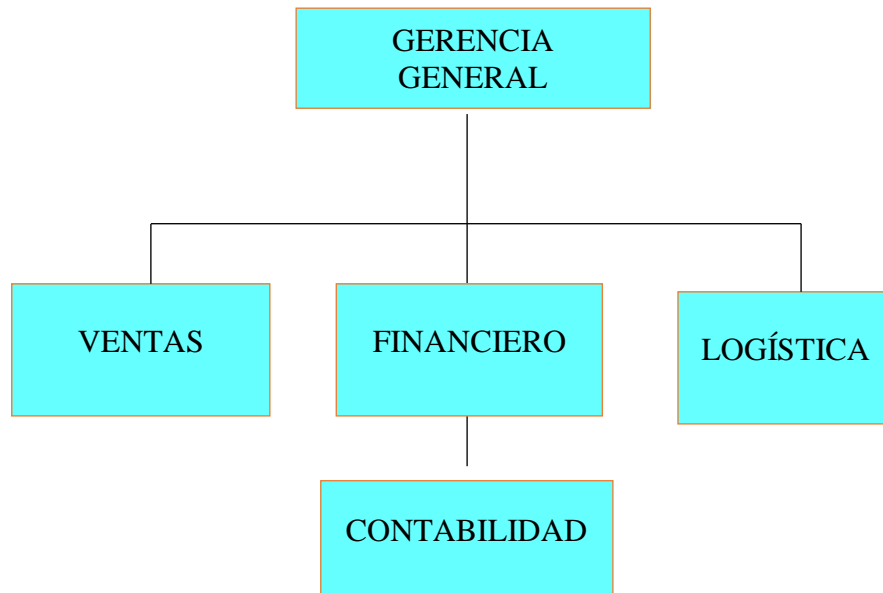 GERENCIA
GENERAL
VENTAS
FINANCIERO
LOGÍSTICA
CONTABILIDAD